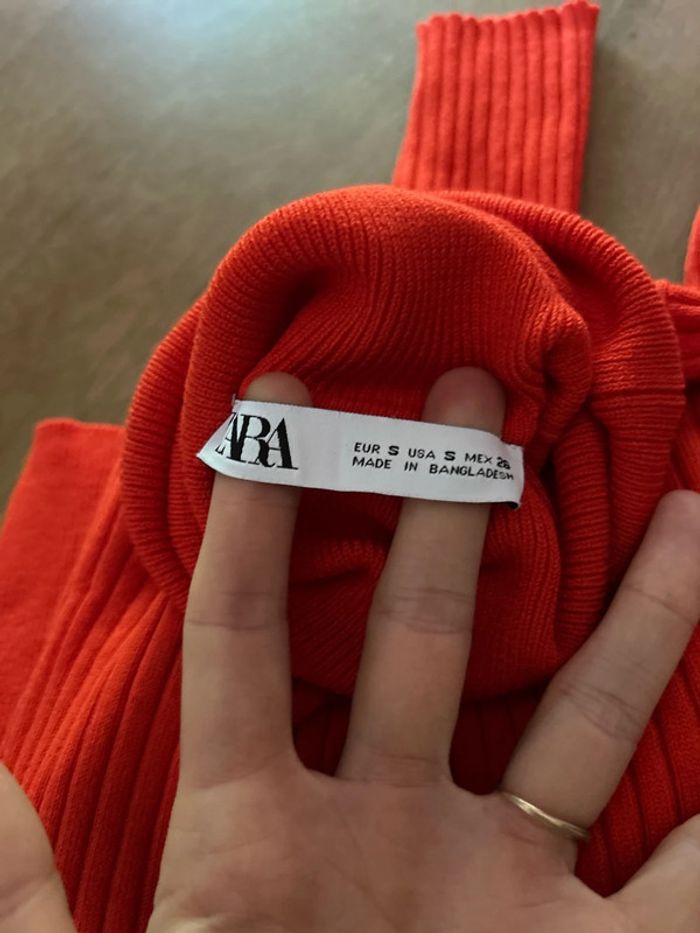 ZARA
EUR S USA S MEX 26
MADE IN BANGLADESH